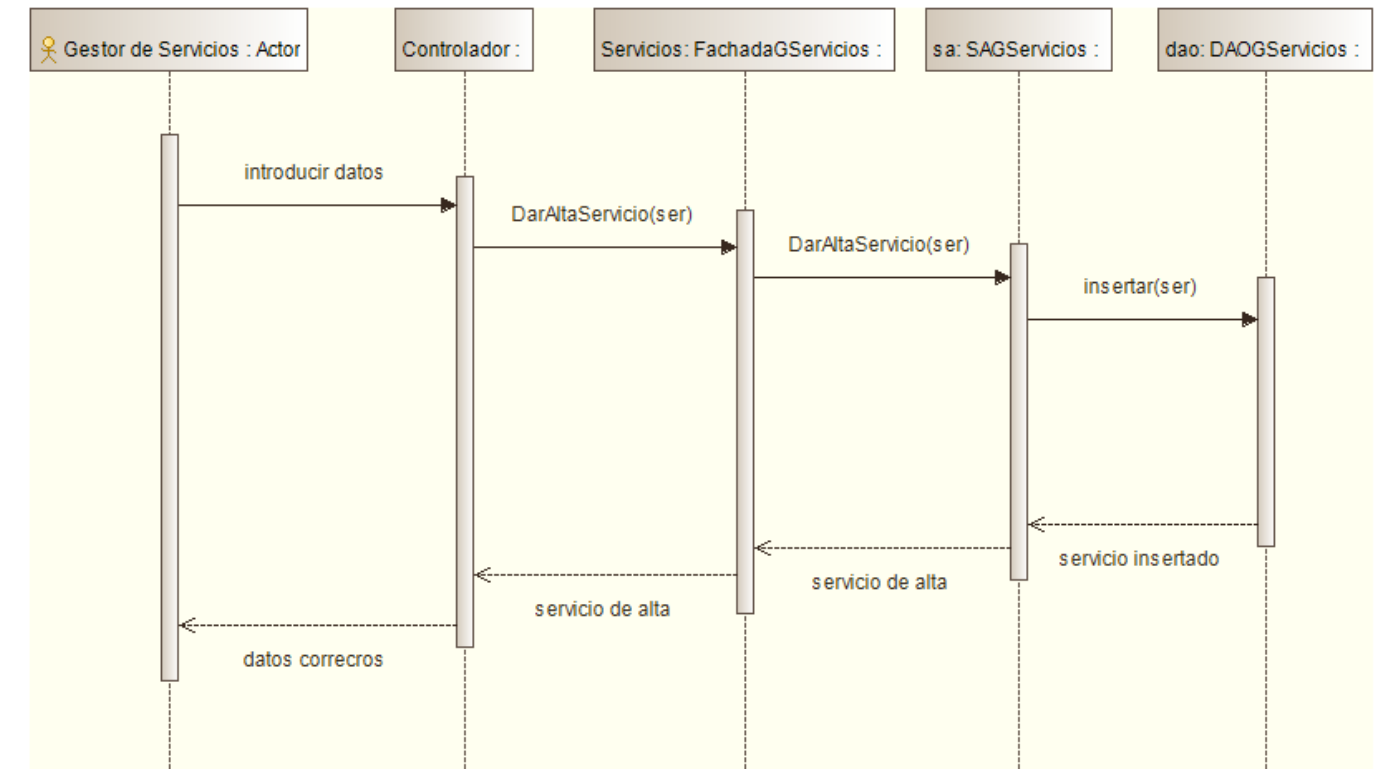 Gestor de Servicios : Actor
Controlador :
Servicios: FachadaGServicios :
sa: SAGServicios :
dao: DAOGServicios :
introducir datos
DarAltaServicio(ser)
DarAltaServicio(ser)
insertar(ser)
servicio insertado
servicio de alta
servicio de alta
datos correcros